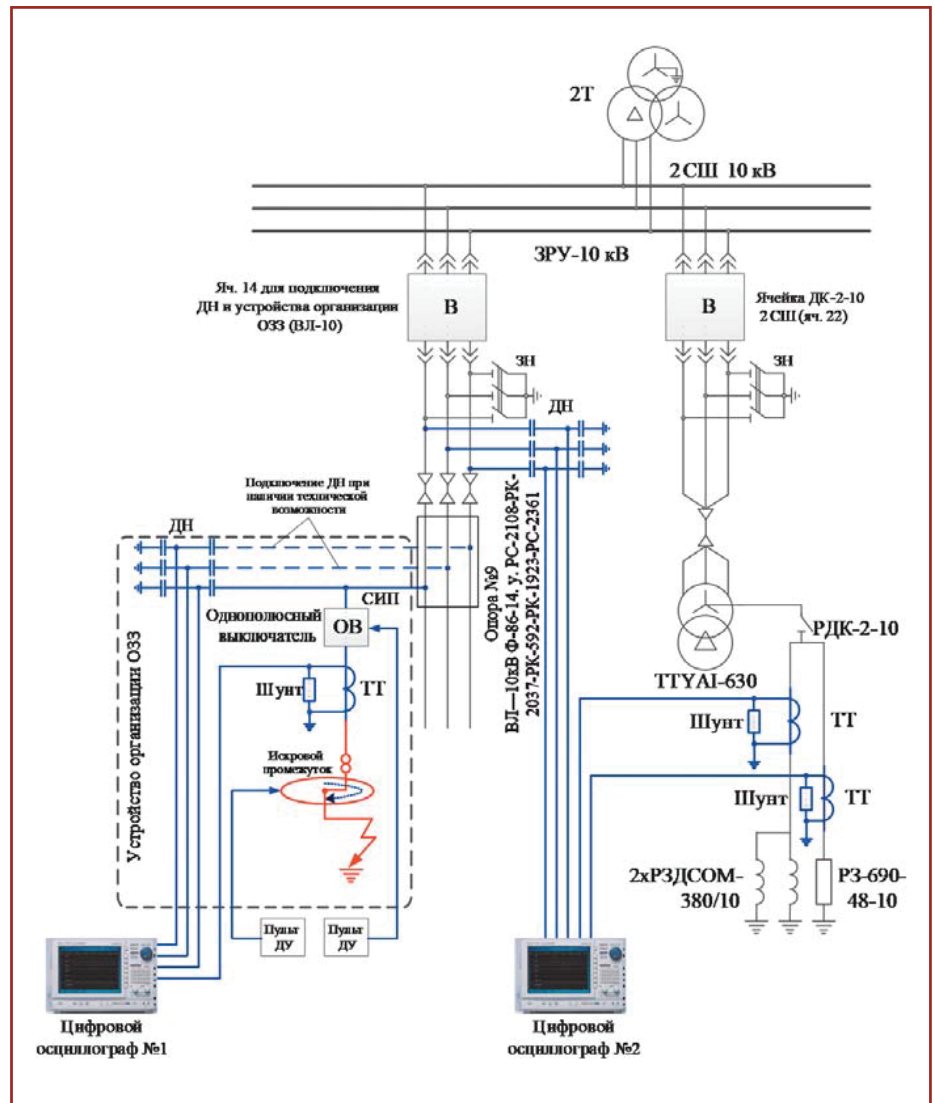 2Т
2 СШ 10 кВ
ЗРУ-10 кВ
Яч. 14 для подключения
ДН и устройства организации
ОЗЗ (ВЛ-10)
В
В
Ячейка ДК-2-10
2 СШ (яч. 22)
ЗН
ЗН
ДН
Подключение ДН при
наличии технической
возможности
ДН
СИП
Однополюсный
выключатель
ОВ
Шунт
ТТ
Искровой
промежуток
Устройство организации ОЗЗ
Опора №9
ВЛ—10кВ Ф-86-14. у. РС-2108-РК-
2037-РК-592-РК-1923-РС-2361
РДК-2-10
TTYAI-630
Шунт
ТТ
Шунт
ТТ
2хРЗДСОМ-
380/10
РЗ-690-
48-10
Пульт
ДУ
Пульт
ДУ
Цифровой
осциллограф №1
Цифровой
осциллограф №2